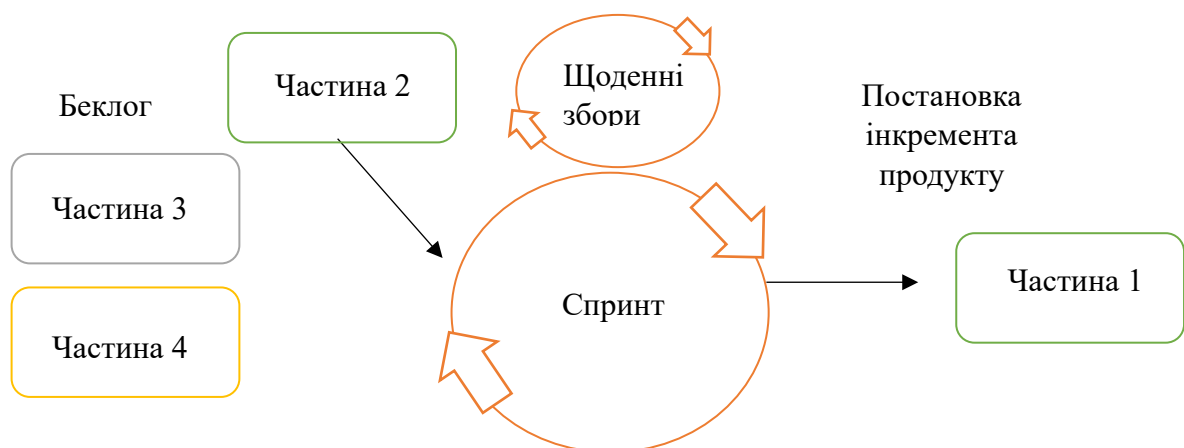 Беклог
Частина 2
Частина 3
Частина 4
Щоденні
збори
Спринт
Постановка
інкремента
продукту
Частина 1